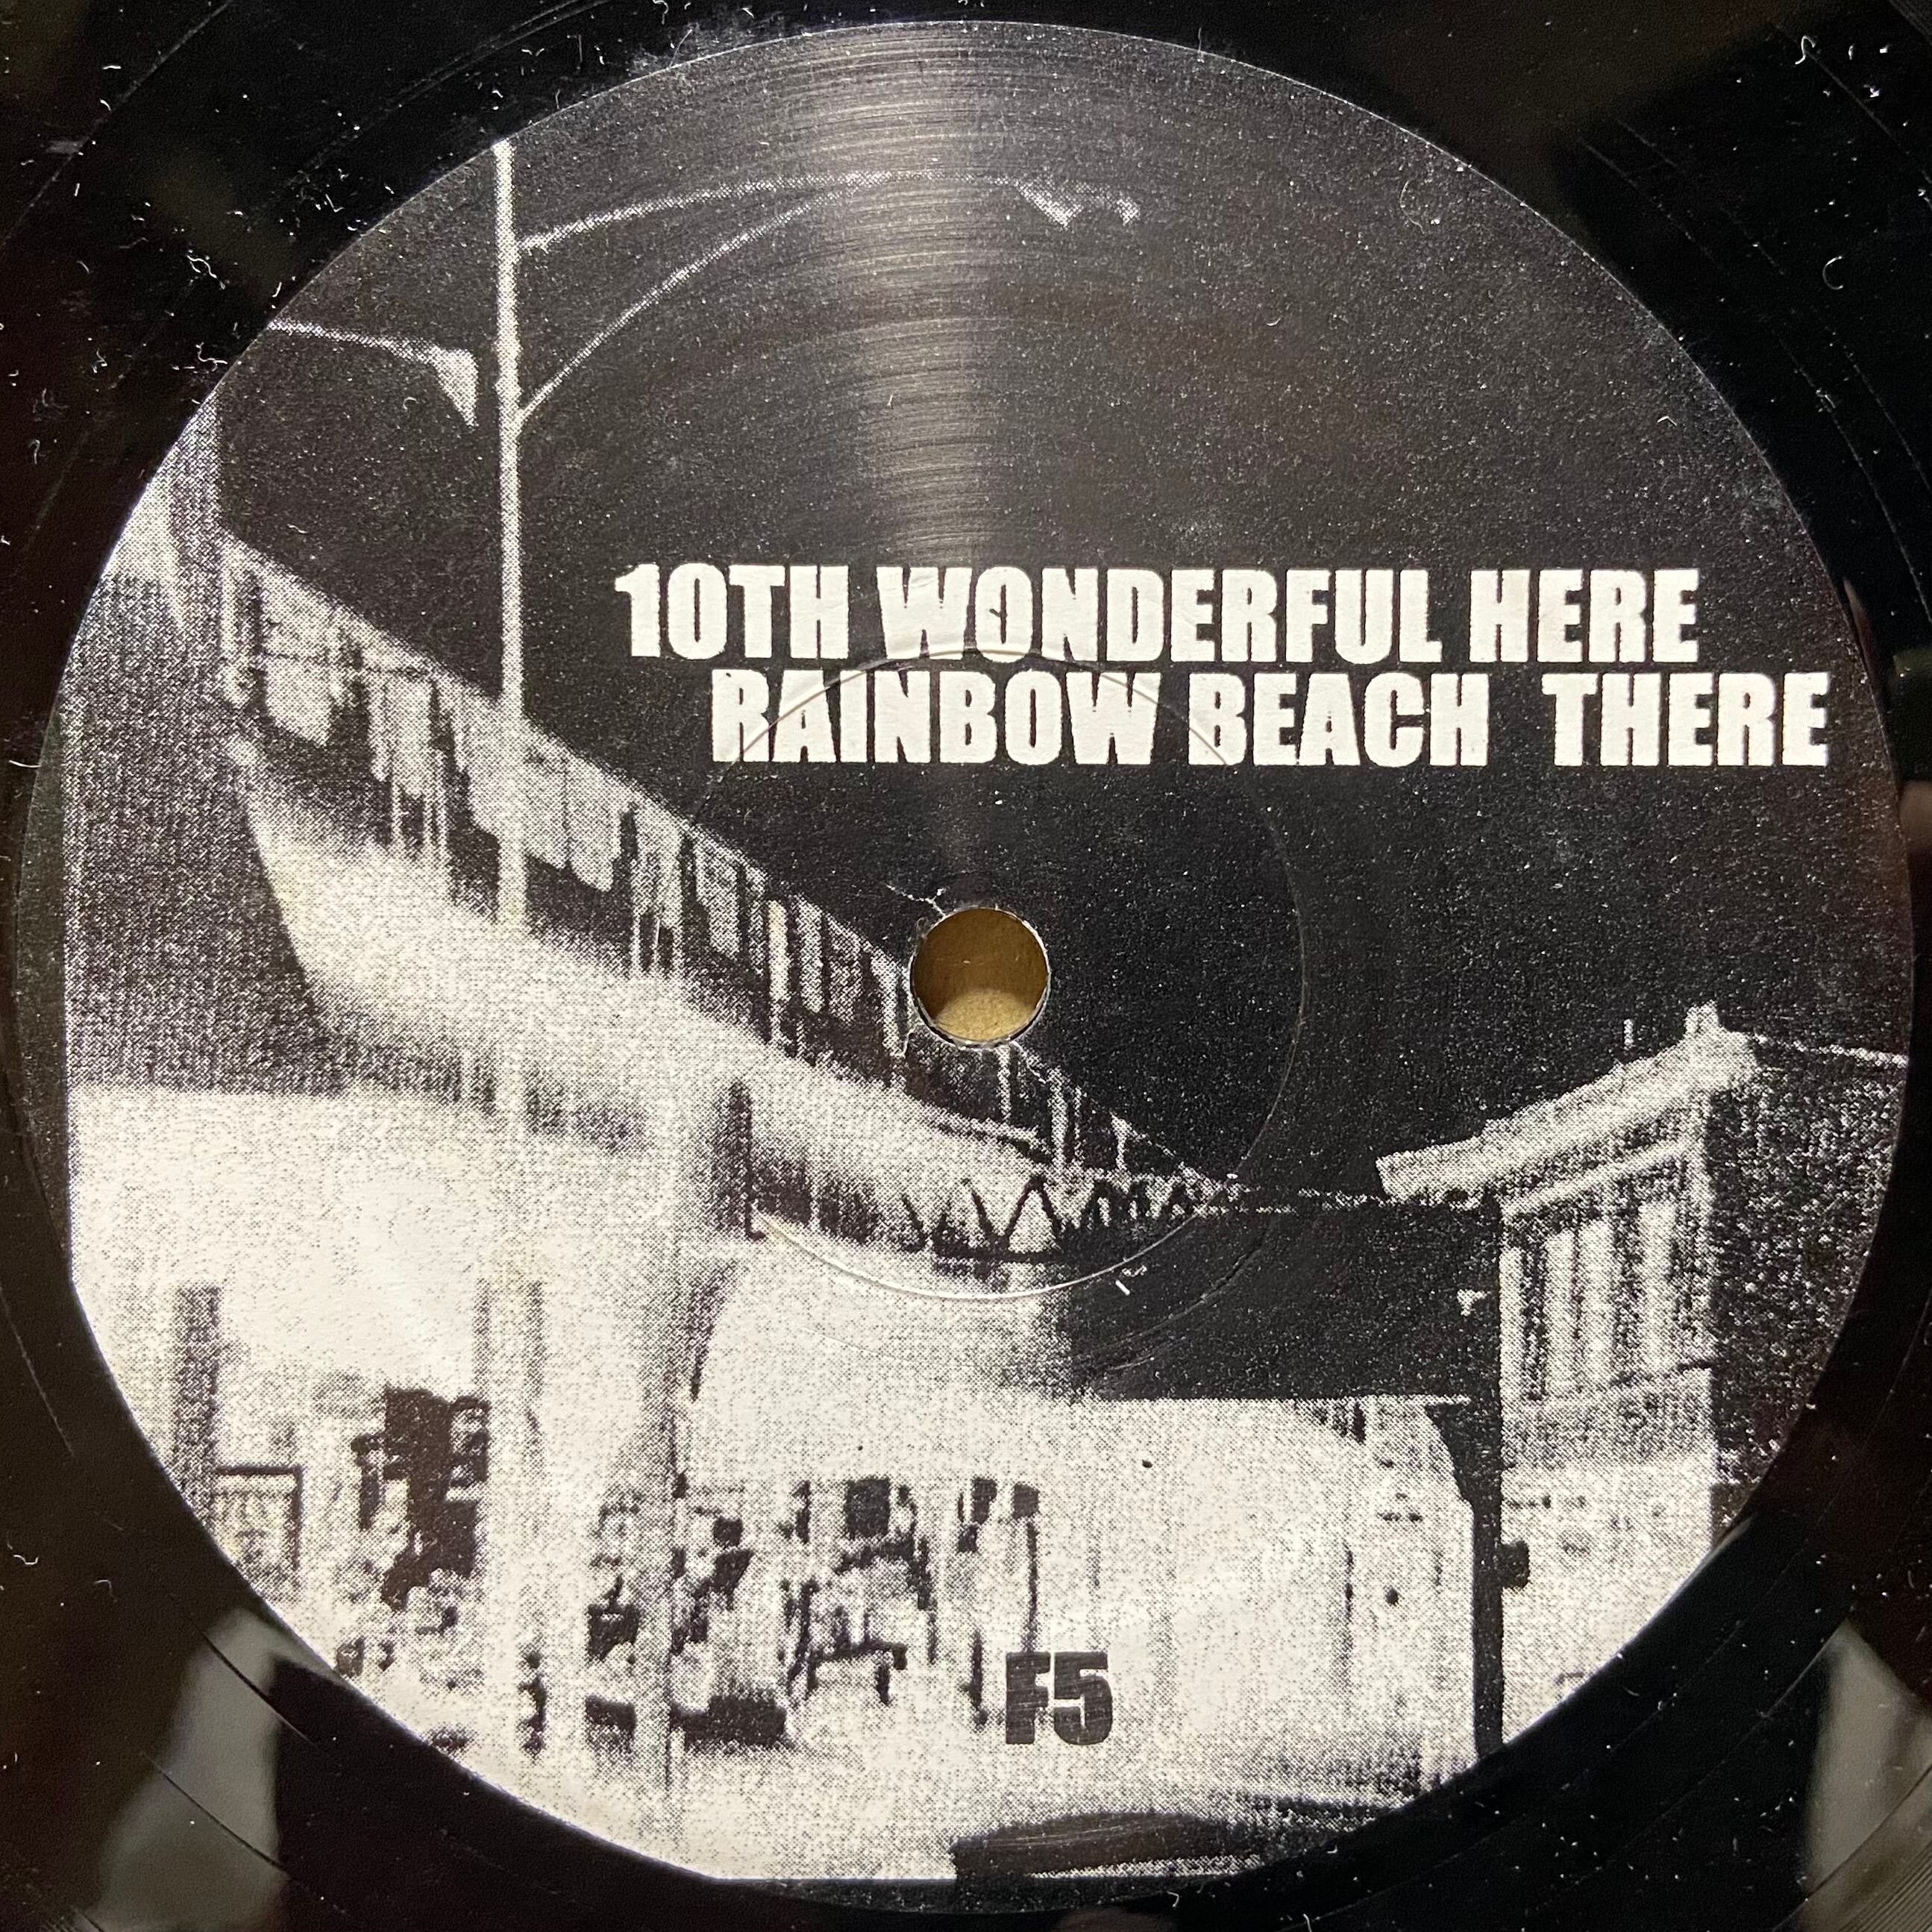 10TH WONDERFUL HERE
RAINBOW BEACH THERE
F5